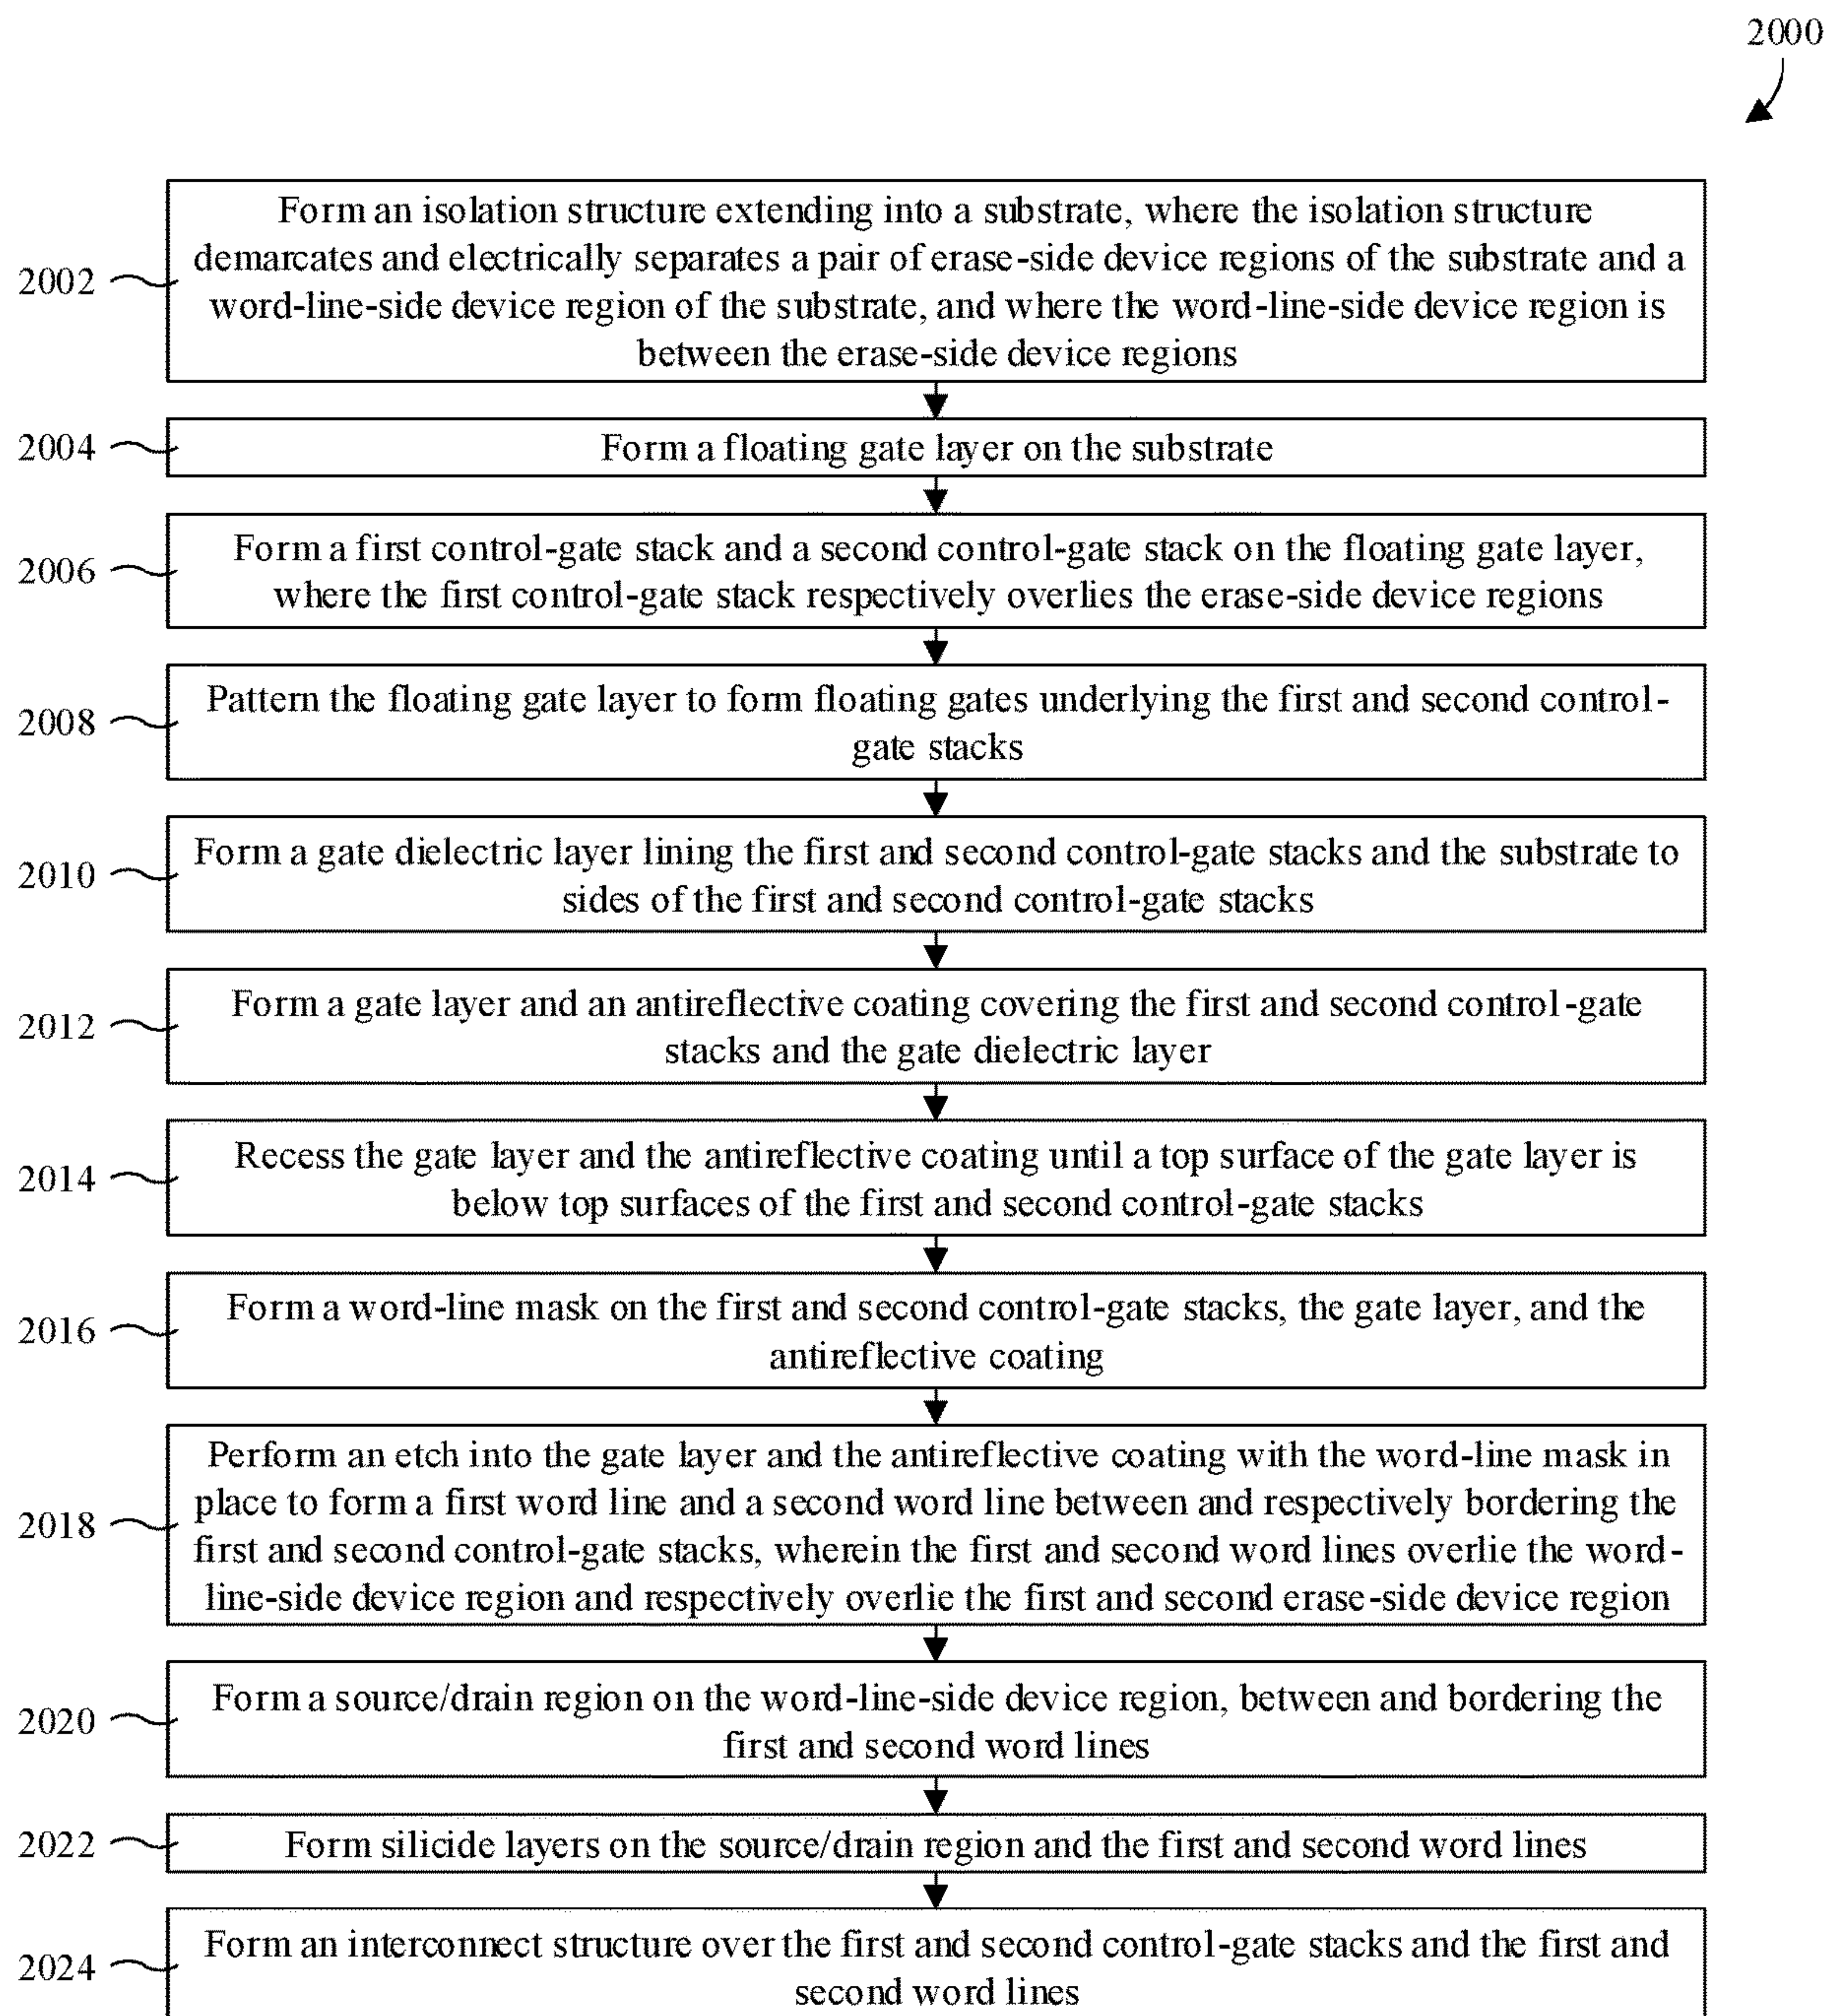 2000
2002
Form an isolation structure extending into a substrate, where the isolation structure
demarcates and electrically separates a pair of erase-side device regions of the substrate and a
word-line-side device region of the substrate, and where the word-line-side device region is
between the erase-side device regions
2004
Form a floating gate layer on the substrate
2006
Form a first control-gate stack and a second control-gate stack on the floating gate layer,
where the first control-gate stack respectively overlies the erase-side device regions
2008
Pattern the floating gate layer to form floating gates underlying the first and second control-
gate stacks
2010
Form a gate dielectric layer lining the first and second control-gate stacks and the substrate to
sides of the first and second control-gate stacks
2012
Form a gate layer and an antireflective coating covering the first and second control-gate
stacks and the gate dielectric layer
2014
Recess the gate layer and the antireflective coating until a top surface of the gate layer is
below top surfaces of the first and second control-gate stacks
2016
Form a word-line mask on the first and second control-gate stacks, the gate layer, and the
antireflective coating
2018
Perform an etch into the gate layer and the antireflective coating with the word-line mask in
place to form a first word line and a second word line between and respectively bordering the
first and second control-gate stacks, wherein the first and second word lines overlie the word-
line-side device region and respectively overlie the first and second erase-side device region
2020
Form a source/drain region on the word-line-side device region, between and bordering the
first and second word lines
2022
Form silicide layers on the source/drain region and the first and second word lines
2024
Form an interconnect structure over the first and second control-gate stacks and the first and
second word lines